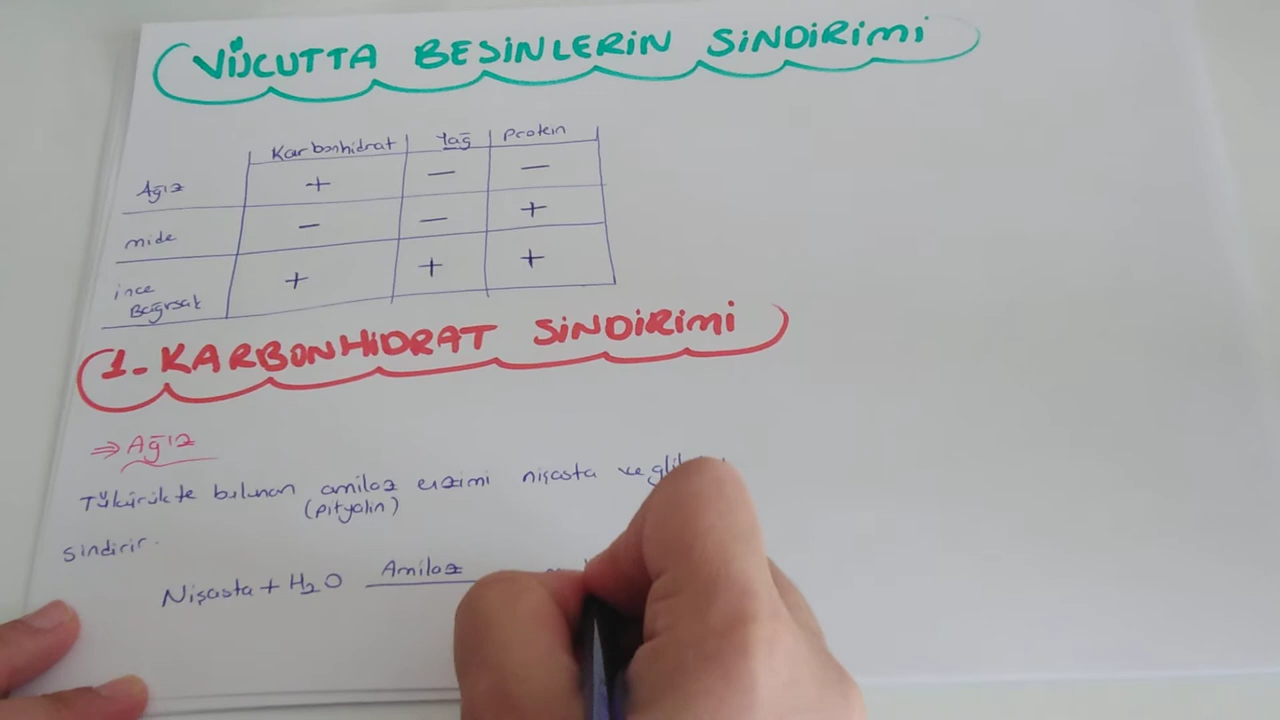 VÜCUTTA BESİNLERİN SİNDİRİMİ
Karbonhidrat Yağ Protein
Ağız + — —
mide — — +
ince Bağırsak + + +
1- KARBONHİDRAT SİNDİRİMİ
⇒ Ağız
Tükürükte bulunan amilaz enzimi nişasta ve
(pityalin)
sindirir.
Nişasta + H2O Amilaz